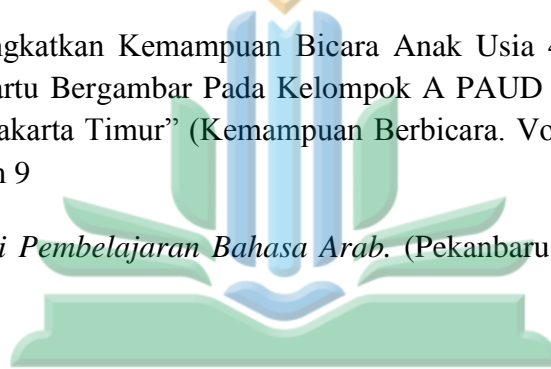 ngkatkan Kemampuan Bicara Anak Usia 4
artu Bergambar Pada Kelompok A PAUD
akarta Timur” (Kemampuan Berbicara. Vo
n 9
i Pembelajaran Bahasa Arab. (Pekanbaru